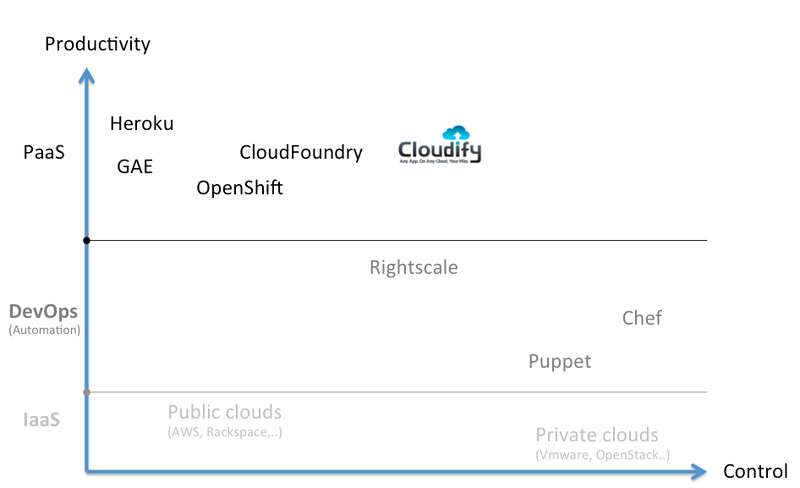 Productivity
Heroku
PaaS
CloudFoundry
Cloudify
Any App, On Any Cloud, Your Way.
GAE
OpenShift
Rightscale
DevOps
(Automation)
Chef
Puppet
IaaS
Public clouds
(AWS, Rackspace,..)
Private clouds
(Vmware, OpenStack..)
Control